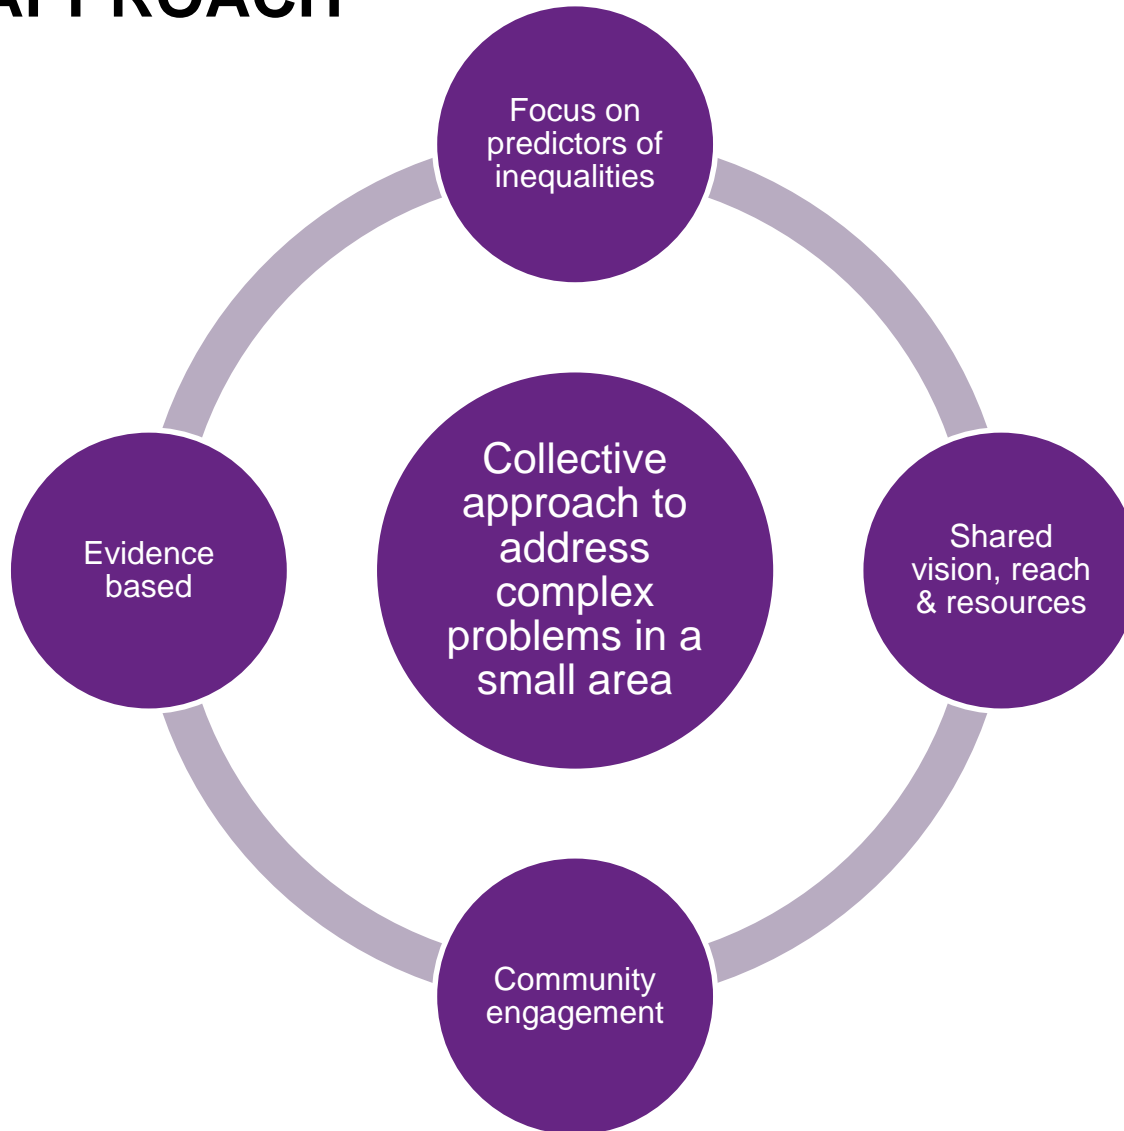 APPROACH
Focus on
predictors of
inequalities
Evidence
based
Collective
approach to
address
complex
problems in a
small area
Shared
vision, reach
& resources
Community
engagement